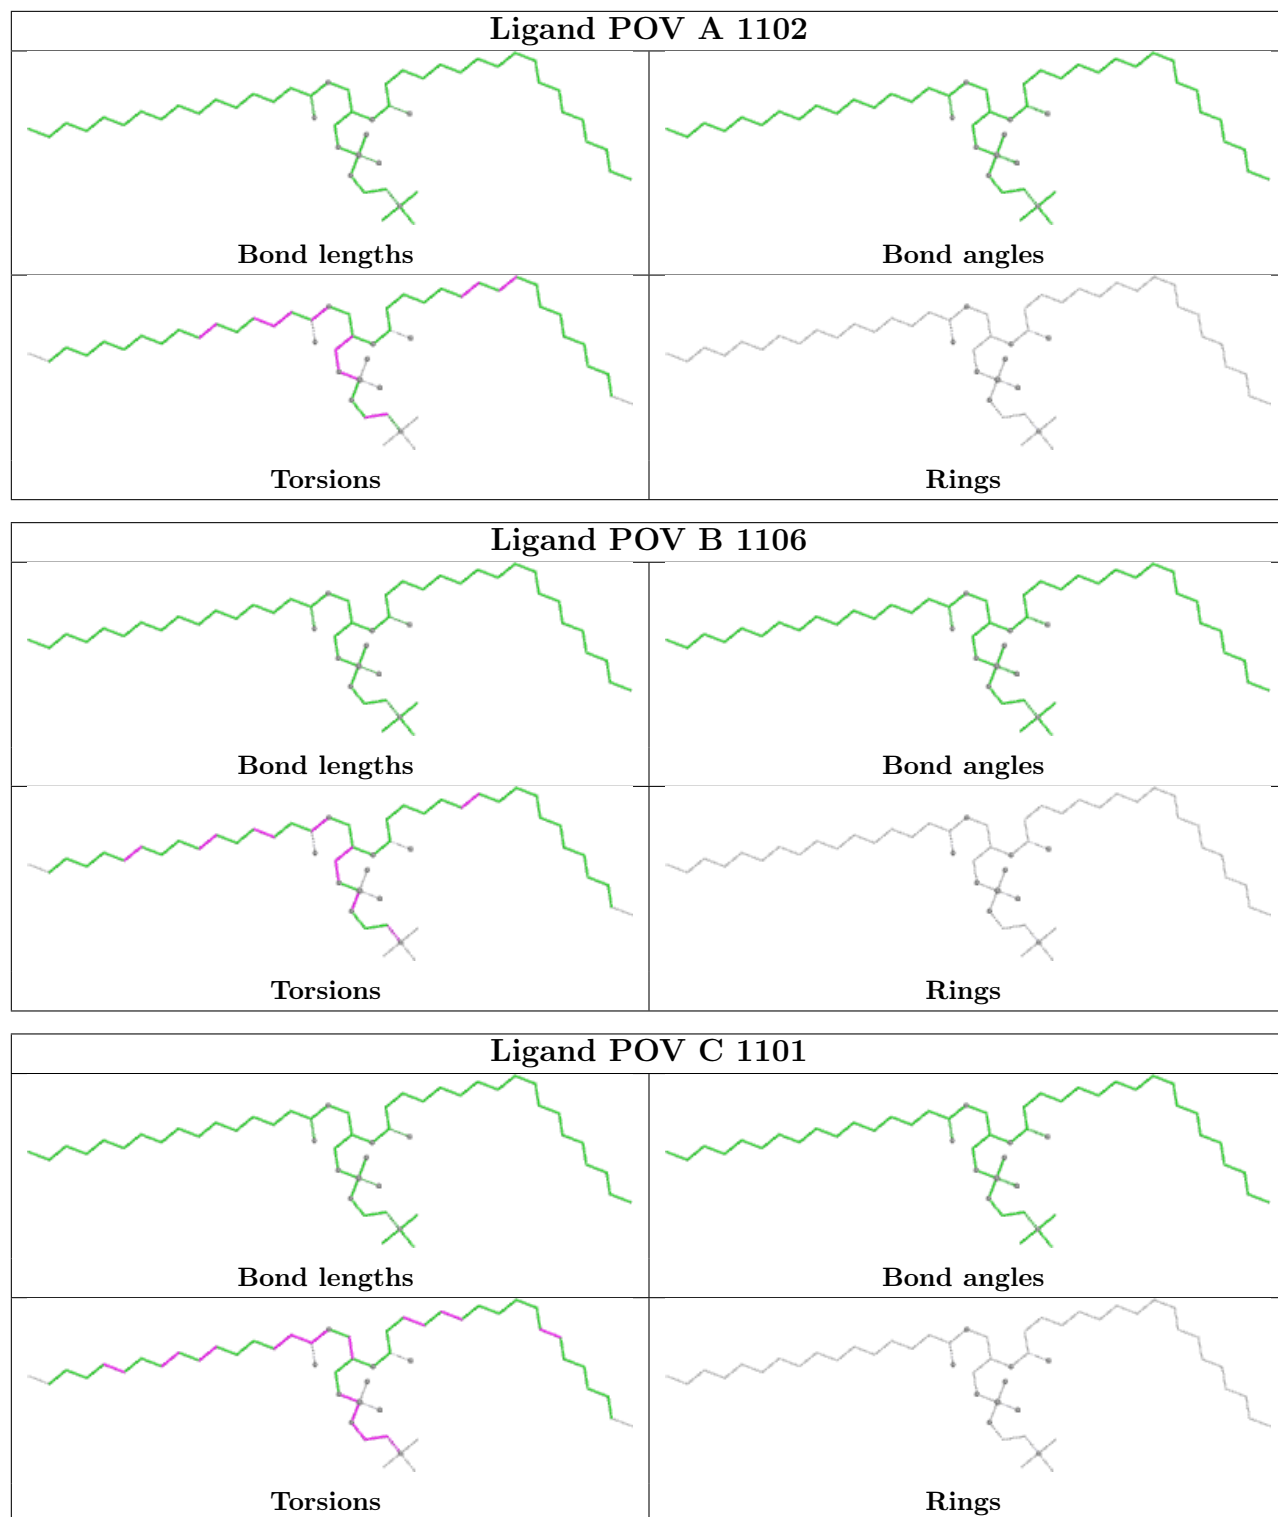 Ligand POV A 1102
Bond lengths
Bond angles
Torsions
Rings
Ligand POV B 1106
Bond lengths
Bond angles
Torsions
Rings
Ligand POV C 1101
Bond lengths
Bond angles
Torsions
Rings